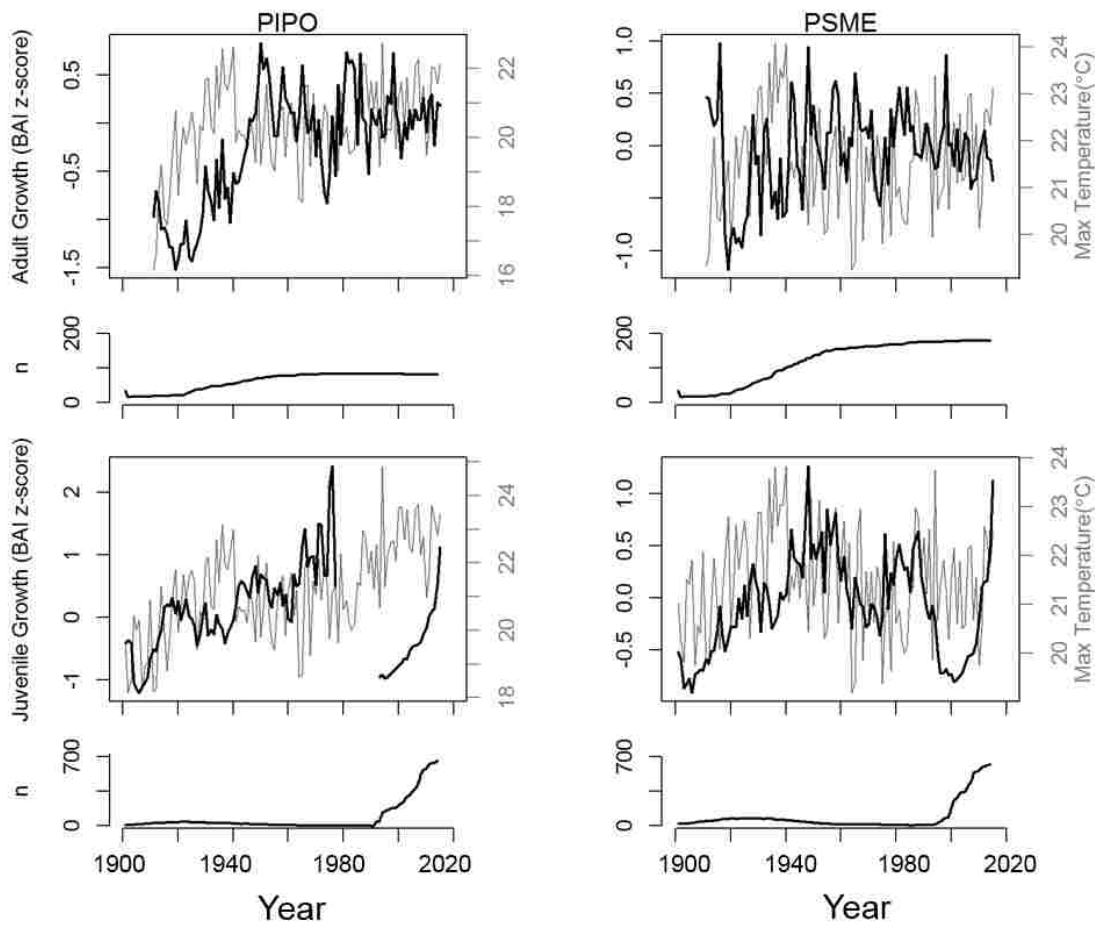 PIPO PSME
Adult Growth (BAI z-score) -1.5 -0.5 0.5 16 18 20 22 -1.0 0.0 0.5 1.0 20 21 22 23 24 Max Temperature(°C)
n 0 200 0 200
Juvenile Growth (BAI z-score) -1 0 1 2 18 20 22 24 -0.5 0.0 0.5 1.0 20 21 22 23 24 Max Temperature(°C)
n 0 700 0 700
1900 1940 1980 2020 1900 1940 1980 2020
Year Year